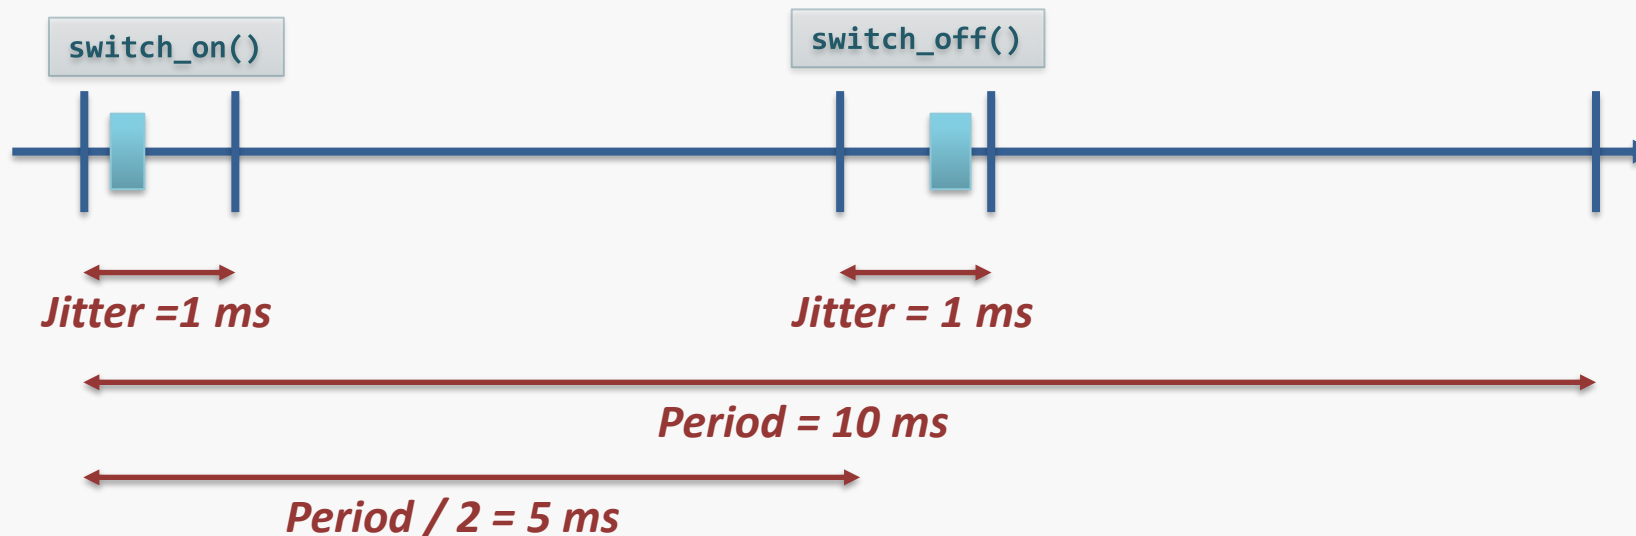 switch_on()
switch_off()
Jitter =1 ms
Jitter = 1 ms
Period = 10 ms
Period / 2 = 5 ms